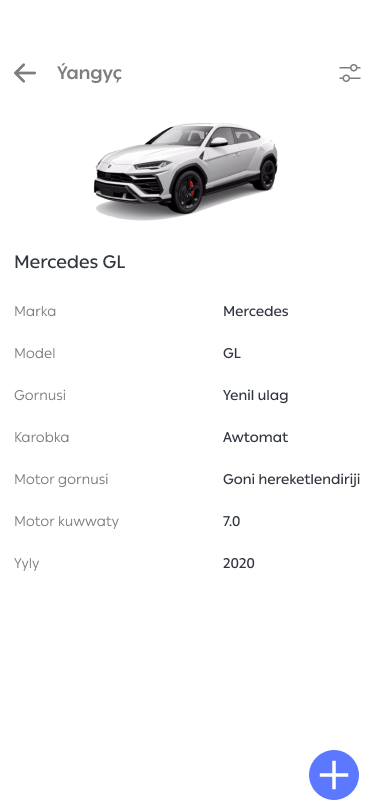 Ýangyç
Mercedes GL
Marka Mercedes
Model GL
Gornusi Yenil ulag
Karobka Awtomat
Motor gornusi Goni hereketlendiriji
Motor kuwwaty 7.0
Yyly 2020